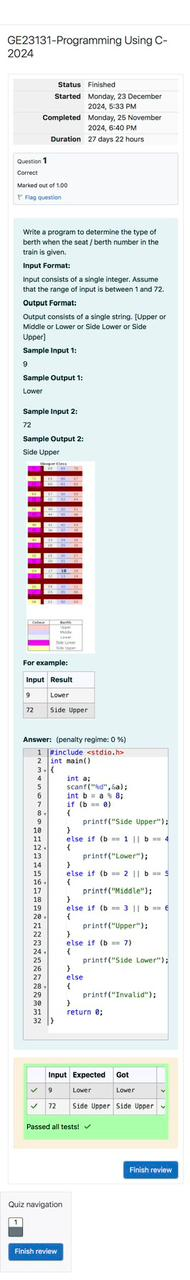 GE23131-Programming Using C-
2024
Status Finished
Started Monday, 23 December
2024, 5:33 PM
Completed Monday, 25 November
2024, 6:40 PM
Duration 27 days 22 hours
Question 1
Correct
Marked out of 1.00
Flag question
Write a program to determine the type of
berth when the seat / berth number in the
train is given.
Input Format:
Input consists of a single integer. Assume
that the range of input is between 1 and 72.
Output Format:
Output consists of a single string. [Upper or
Middle or Lower or Side Lower or Side
Upper]
Sample Input 1:
9
Sample Output 1:
Lower
Sample Input 2:
72
Sample Output 2:
Side Upper
Sleeper Class
Colour Berth
Upper
Middle
Lower
Side Lower
Side Upper
For example:
Input Result
9 Lower
72 Side Upper
Answer: (penalty regime: 0 %)
1 #include <stdio.h>
2 int main()
3 {
4 int a;
5 scanf("%d",&a);
6 int b = a % 8;
7 if (b == 0)
8 {
9 printf("Side Upper");
10 }
11 else if (b == 1 || b == 4
12 {
13 printf("Lower");
14 }
15 else if (b == 2 || b == 5
16 {
17 printf("Middle");
18 }
19 else if (b == 3 || b == 6
20 {
21 printf("Upper");
22 }
23 else if (b == 7)
24 {
25 printf("Side Lower");
26 }
27 else
28 {
29 printf("Invalid");
30 }
31 return 0;
32 }
Input Expected Got
9 Lower Lower
72 Side Upper Side Upper
Passed all tests!
Finish review
Quiz navigation
1
Finish review